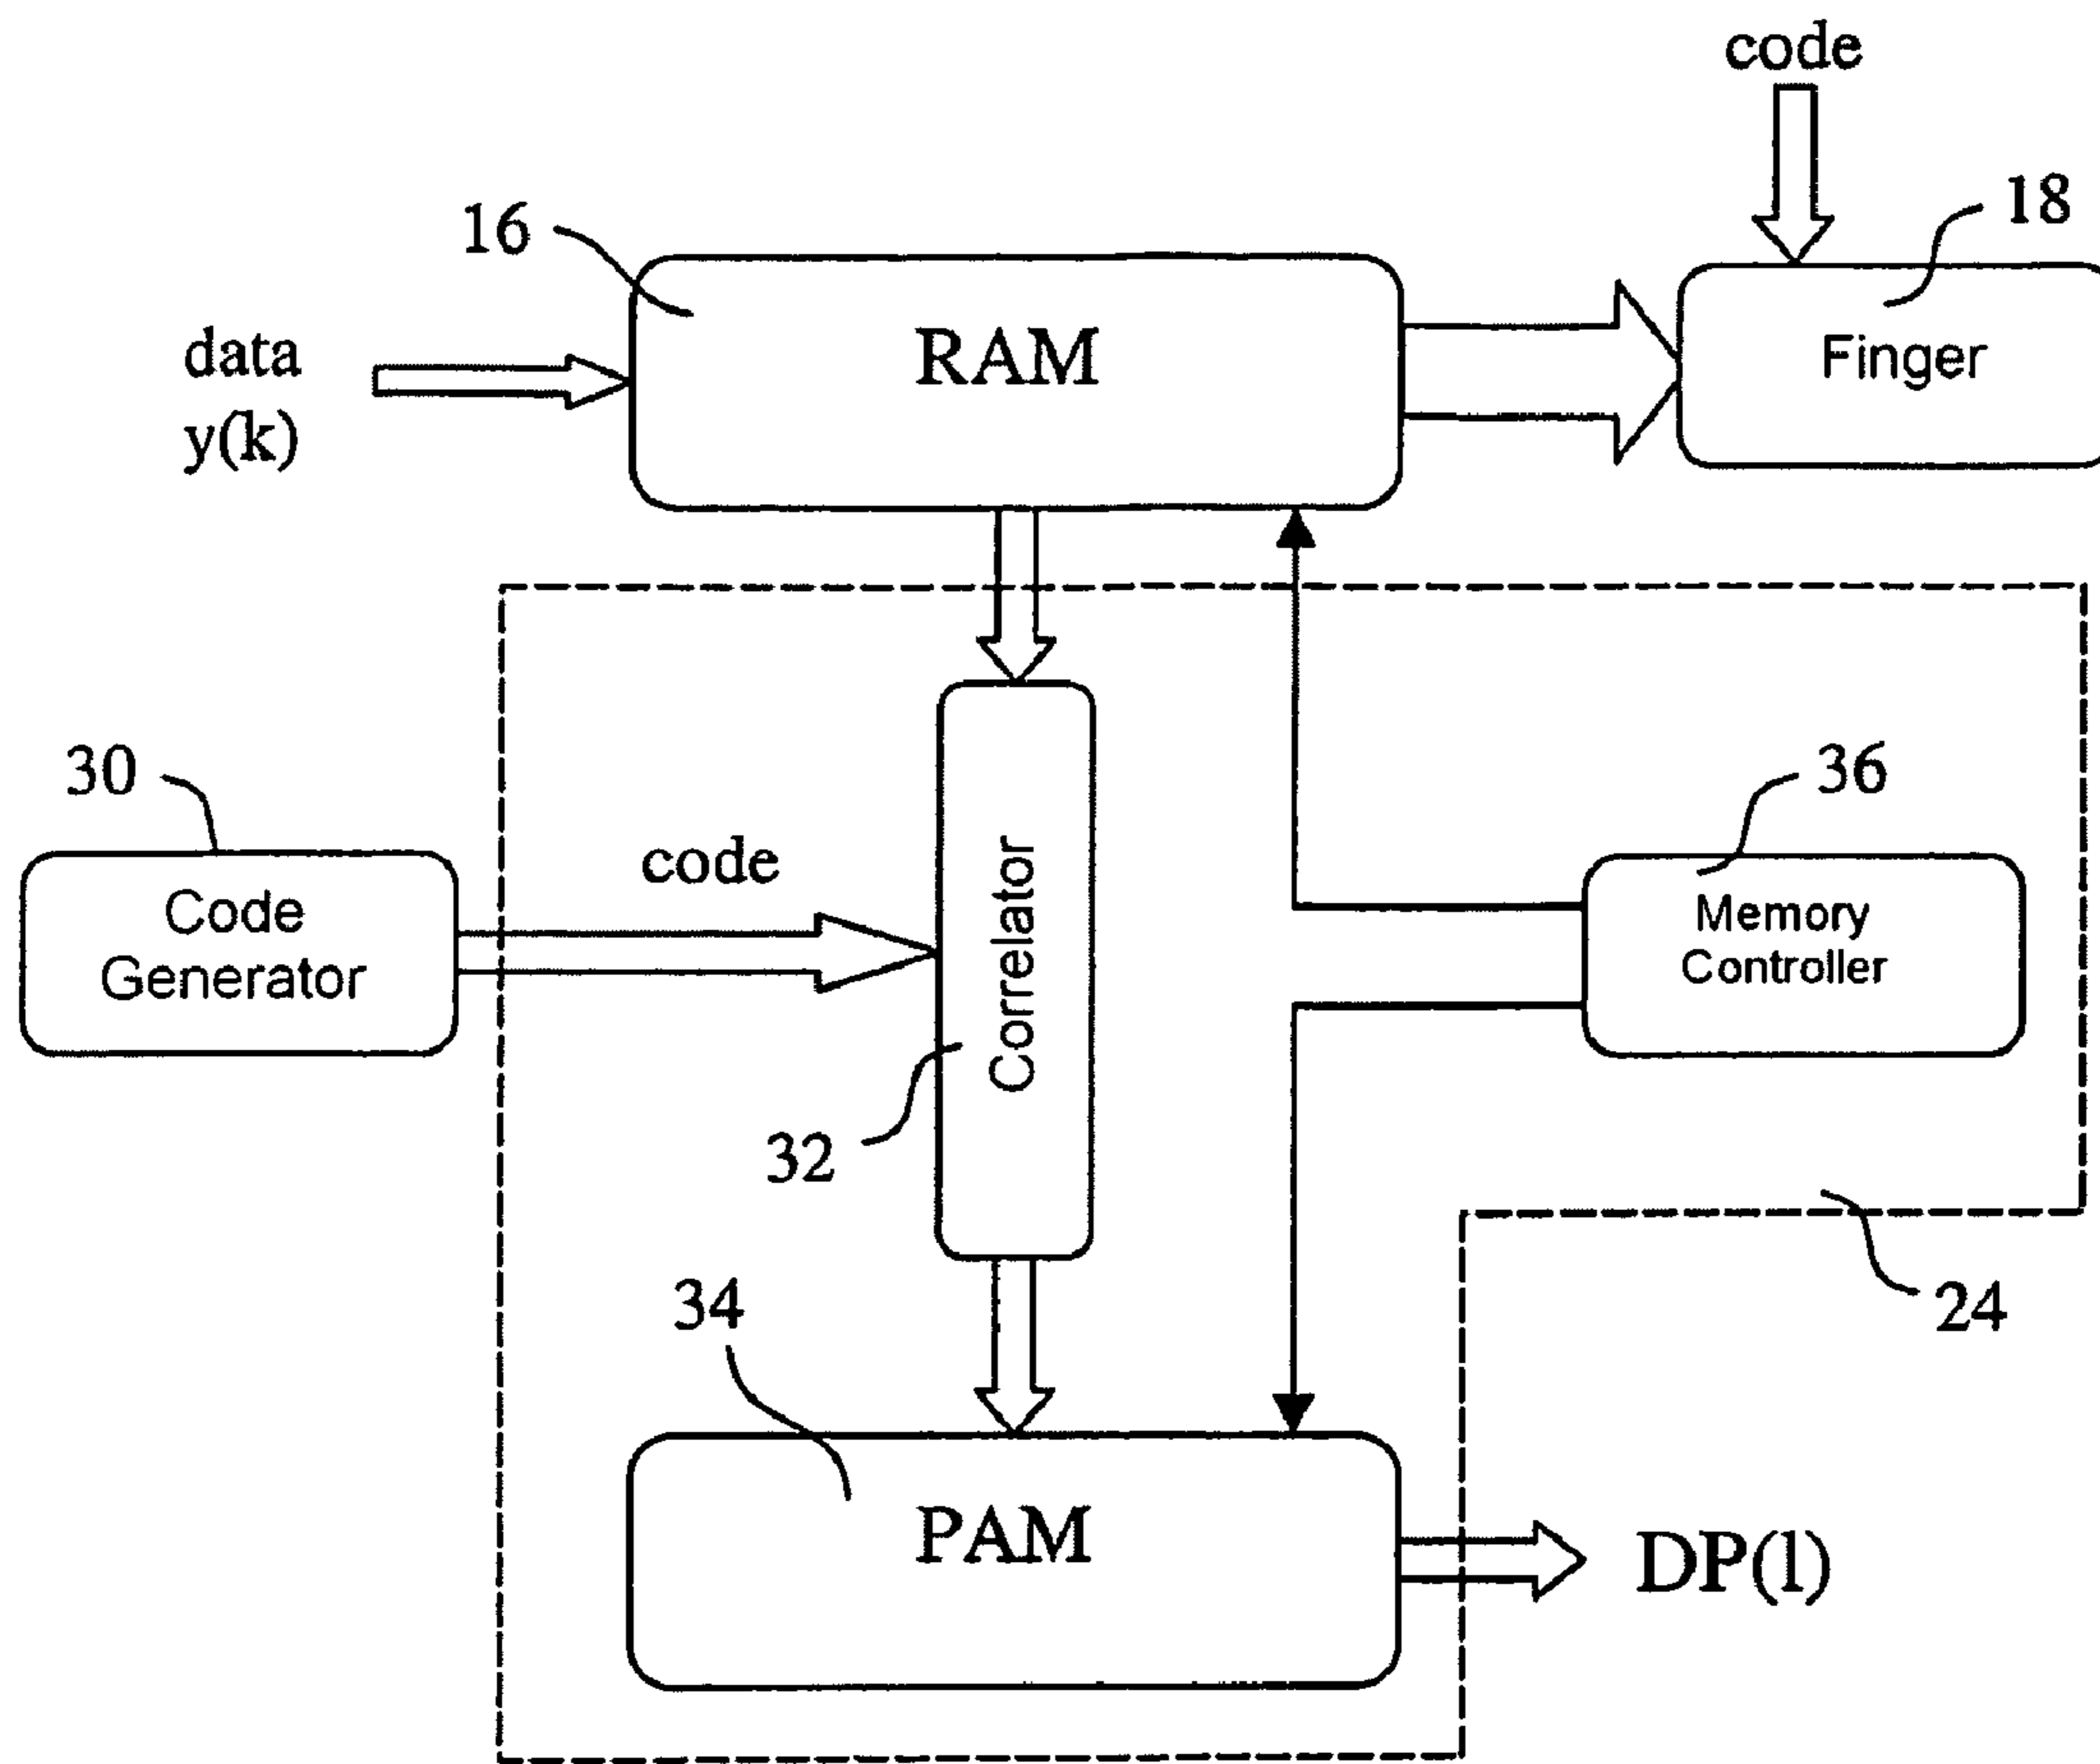 code
18
16
data
y(k)
RAM
Finger
30
36
code
Code
Generator
Correlator
Memory
Controller
32
34
24
PAM
DP(l)